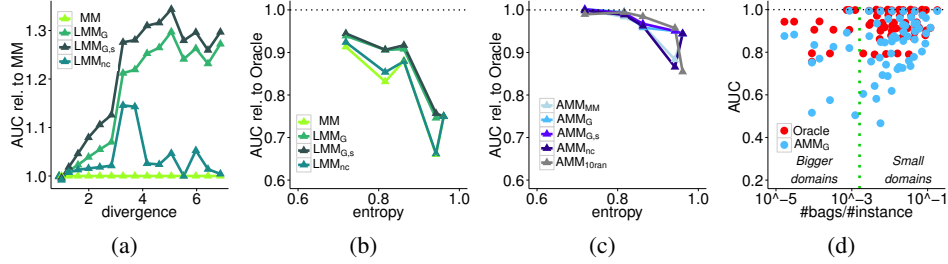 AUC rel. to MM
1.3
1.2
1.1
1.0
MM
LMM_G
LMM_G,s
LMM_nc
2 4 6
divergence
(a)
AUC rel. to Oracle
1.0
0.9
0.8
0.7
0.6
MM
LMM_G
LMM_G,s
LMM_nc
0.6 0.8 1.0
entropy
(b)
AUC rel. to Oracle
1.0
0.9
0.8
0.7
0.6
AMM_MM
AMM_G
AMM_G,s
AMM_nc
AMM_10ran
0.6 0.8 1.0
entropy
(c)
AUC
1.0
0.8
0.6
0.4
0.2
Oracle
AMM_G
Bigger
domains
Small
domains
10^−5 10^−3 10^−1
#bags/#instance
(d)